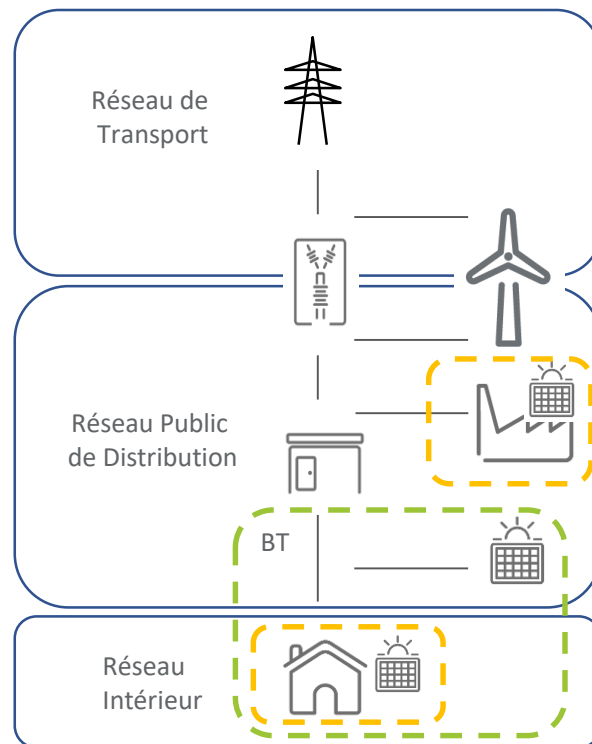 Réseau de
Transport
Réseau Public
de Distribution
BT
Réseau
Intérieur